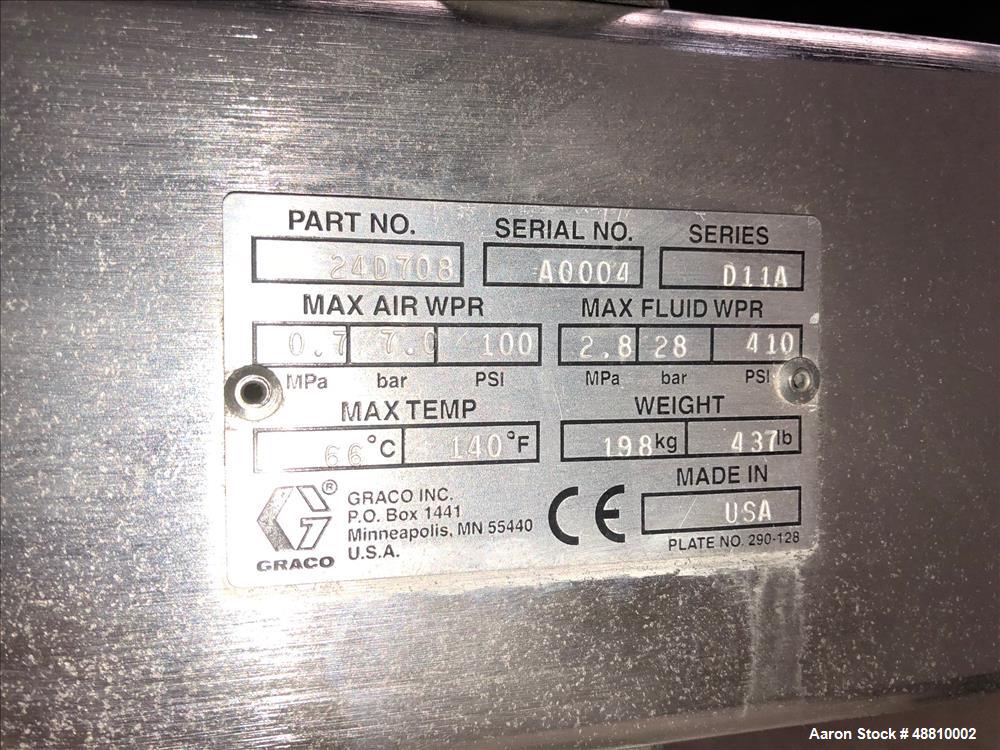 PART NO. SERIAL NO. SERIES
24D708 A0004 D11A
MAX AIR WPR MAX FLUID WPR
0.7 7.0 100 2.8 28 410
MPa bar PSI MPa bar PSI
MAX TEMP WEIGHT
66°C 140°F 198kg 437lb
MADE IN
USA
PLATE NO. 290-128
CE
GRACO INC.
P.O. Box 1441
Minneapolis, MN 55440
U.S.A.
®
GRACO
Aaron Stock # 48810002